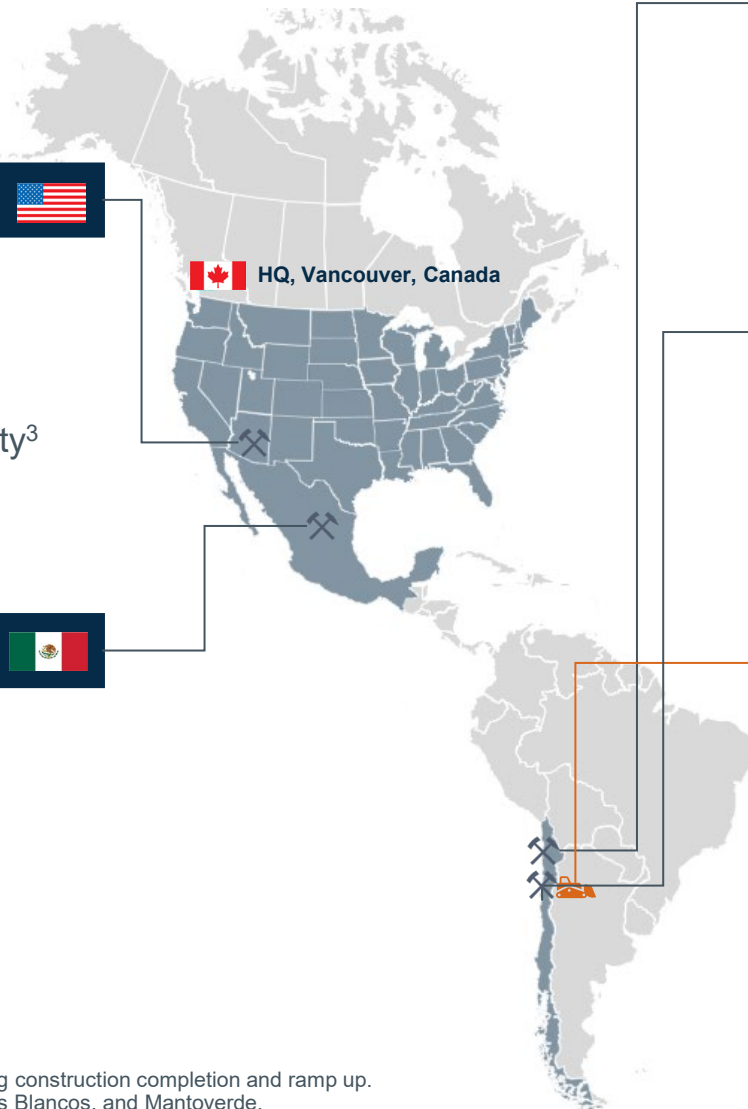 HQ, Vancouver, Canada
ty3
g construction completion and ramp up.
s Blancos, and Mantoverde.